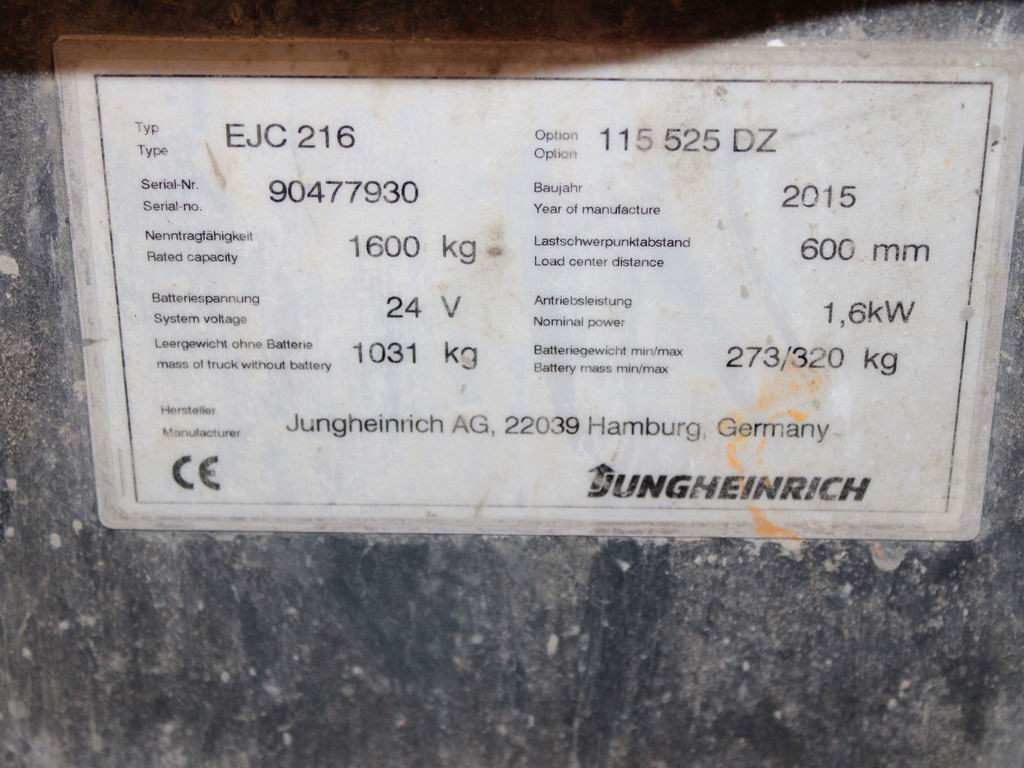 Typ
Type
EJC 216
Option
Option
115 525 DZ
Serial-Nr.
Serial-no.
90477930
Baujahr
Year of manufacture
2015
Nenntragfähigkeit
Rated capacity
1600 kg
Lastschwerpunktabstand
Load center distance
600 mm
Batteriespannung
System voltage
24 V
Antriebsleistung
Nominal power
1,6kW
Leergewicht ohne Batterie
mass of truck without battery
1031 kg
Batteriegewicht min/max
Battery mass min/max
273/320 kg
Hersteller
Manufacturer
Jungheinrich AG, 22039 Hamburg, Germany
CE
JUNGHEINRICH